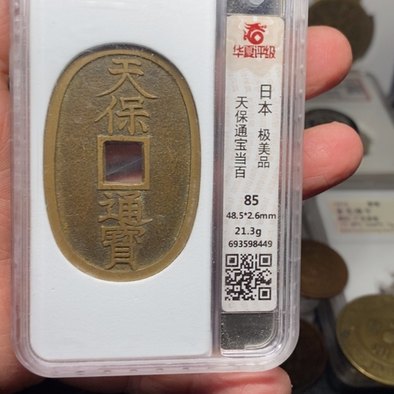 天保
通寳
华夏评级
日本 极美品
天保通宝当百
85
48.5*2.6mm
21.3g
693598449